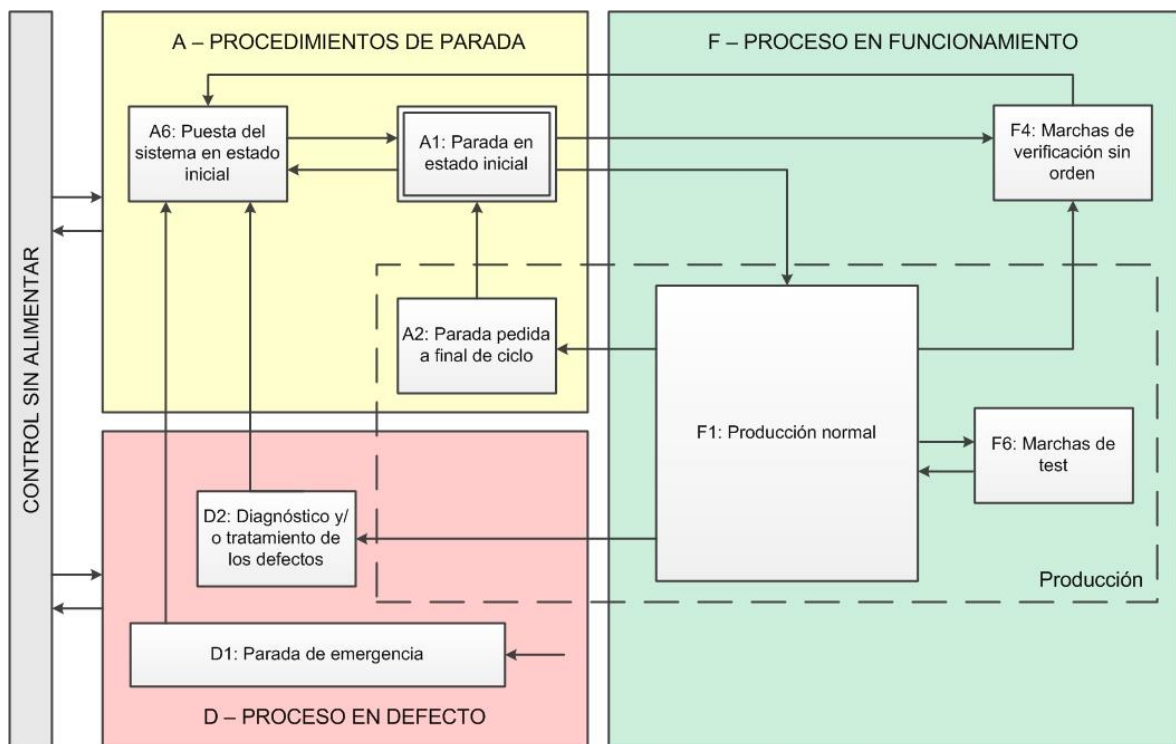 CONTROL SIN ALIMENTAR
A – PROCEDIMIENTOS DE PARADA
A6: Puesta del
sistema en estado
inicial
A1: Parada en
estado inicial
A2: Parada pedida
a final de ciclo
F – PROCESO EN FUNCIONAMIENTO
F4: Marchas de
verificación sin
orden
F1: Producción normal
F6: Marchas de
test
Producción
D2: Diagnóstico y/
o tratamiento de
los defectos
D1: Parada de emergencia
D – PROCESO EN DEFECTO